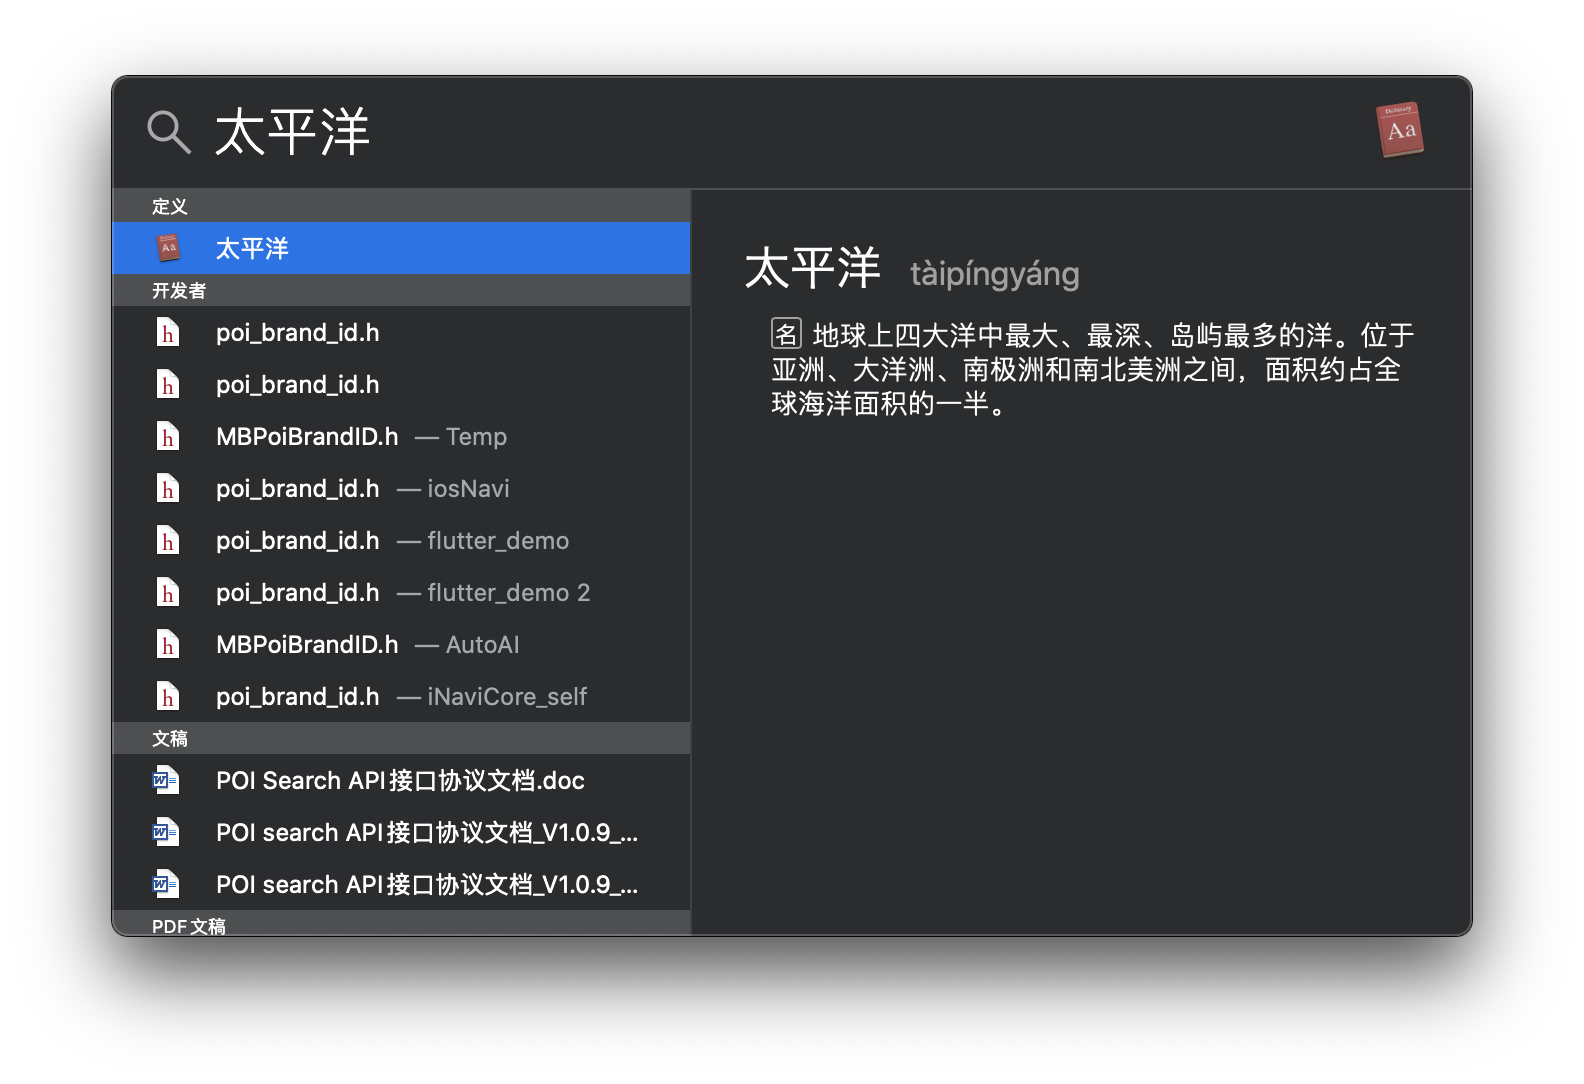 太平洋
定义
太平洋
开发者
poi_brand_id.h
poi_brand_id.h
MBPoiBrandID.h — Temp
poi_brand_id.h — iosNavi
poi_brand_id.h — flutter_demo
poi_brand_id.h — flutter_demo 2
MBPoiBrandID.h — AutoAI
poi_brand_id.h — iNaviCore_self
文稿
POI Search API接口协议文档.doc
POI search API接口协议文档_V1.0.9_...
POI search API接口协议文档_V1.0.9_...
PDF文稿
太平洋 tàipíngyáng
名 地球上四大洋中最大、最深、岛屿最多的洋。位于
亚洲、大洋洲、南极洲和南北美洲之间，面积约占全
球海洋面积的一半。